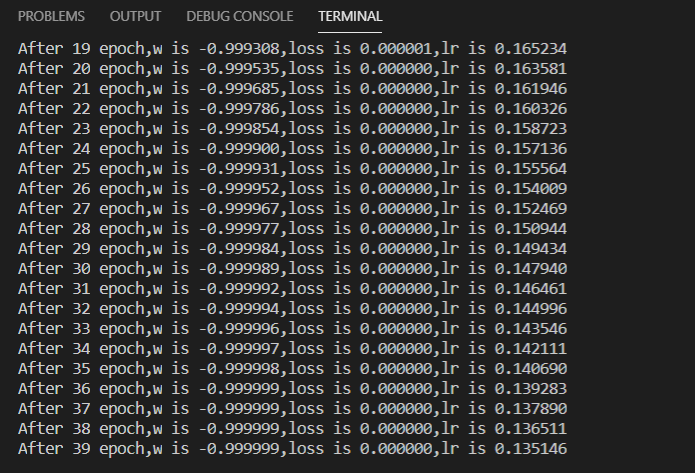 PROBLEMS OUTPUT DEBUG CONSOLE TERMINAL
After 19 epoch,w is -0.999308,loss is 0.000001,lr is 0.165234
After 20 epoch,w is -0.999535,loss is 0.000000,lr is 0.163581
After 21 epoch,w is -0.999685,loss is 0.000000,lr is 0.161946
After 22 epoch,w is -0.999786,loss is 0.000000,lr is 0.160326
After 23 epoch,w is -0.999854,loss is 0.000000,lr is 0.158723
After 24 epoch,w is -0.999900,loss is 0.000000,lr is 0.157136
After 25 epoch,w is -0.999931,loss is 0.000000,lr is 0.155564
After 26 epoch,w is -0.999952,loss is 0.000000,lr is 0.154009
After 27 epoch,w is -0.999967,loss is 0.000000,lr is 0.152469
After 28 epoch,w is -0.999977,loss is 0.000000,lr is 0.150944
After 29 epoch,w is -0.999984,loss is 0.000000,lr is 0.149434
After 30 epoch,w is -0.999989,loss is 0.000000,lr is 0.147940
After 31 epoch,w is -0.999992,loss is 0.000000,lr is 0.146461
After 32 epoch,w is -0.999994,loss is 0.000000,lr is 0.144996
After 33 epoch,w is -0.999996,loss is 0.000000,lr is 0.143546
After 34 epoch,w is -0.999997,loss is 0.000000,lr is 0.142111
After 35 epoch,w is -0.999998,loss is 0.000000,lr is 0.140690
After 36 epoch,w is -0.999999,loss is 0.000000,lr is 0.139283
After 37 epoch,w is -0.999999,loss is 0.000000,lr is 0.137890
After 38 epoch,w is -0.999999,loss is 0.000000,lr is 0.136511
After 39 epoch,w is -0.999999,loss is 0.000000,lr is 0.135146